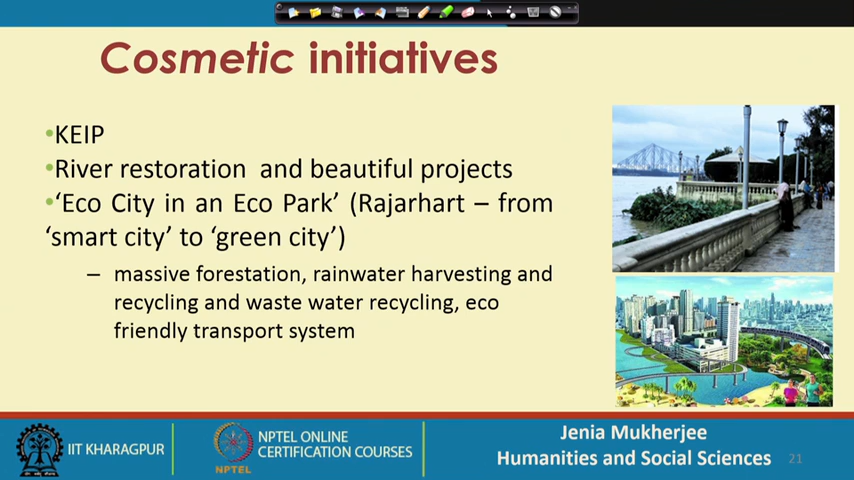 Cosmetic initiatives
•KEIP
•River restoration and beautiful projects
•‘Eco City in an Eco Park’ (Rajarhart – from
‘smart city’ to ‘green city’)
– massive forestation, rainwater harvesting and
recycling and waste water recycling, eco
friendly transport system
IIT KHARAGPUR
NPTEL
NPTEL ONLINE
CERTIFICATION COURSES
Jenia Mukherjee
Humanities and Social Sciences
21